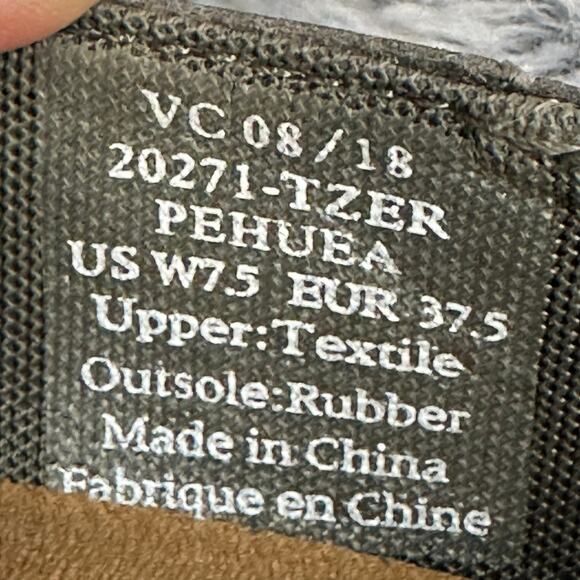 VC 08/18
20271-TZER
PEHUEA
US W7.5 EUR 37.5
Upper:Textile
Outsole:Rubber
Made in China
Fabrique en Chine